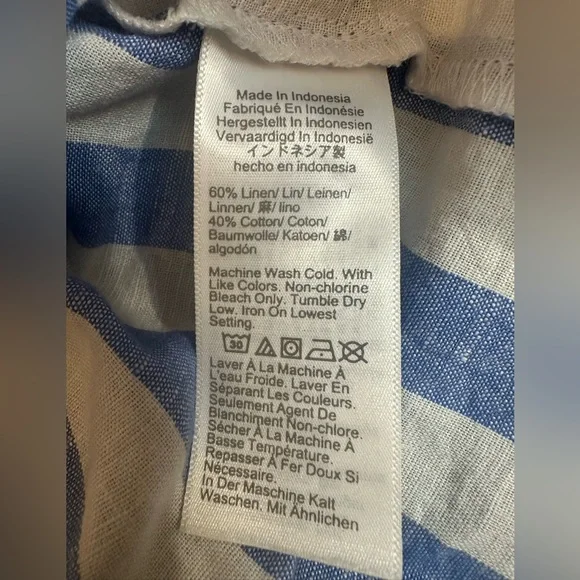 Made In Indonesia
Fabriqué En Indonésie
Hergestellt In Indonesien
Vervaardigd In Indonesië
インドネシア製
hecho en indonesia
60% Linen/ Lin/ Leinen/
Linnen/ 麻/ lino
40% Cotton/ Coton/
Baumwolle/ Katoen/ 綿/
algodón
Machine Wash Cold. With
Like Colors. Non-chlorine
Bleach Only. Tumble Dry
Low. Iron On Lowest
Setting.
30
Laver À La Machine À
L'eau Froide. Laver En
Séparant Les Couleurs.
Seulement Agent De
Blanchiment Non-chlore.
Sécher À La Machine À
Basse Température.
Repasser À Fer Doux Si
Nécessaire.
In Der Maschine Kalt
Waschen. Mit Ähnlichen